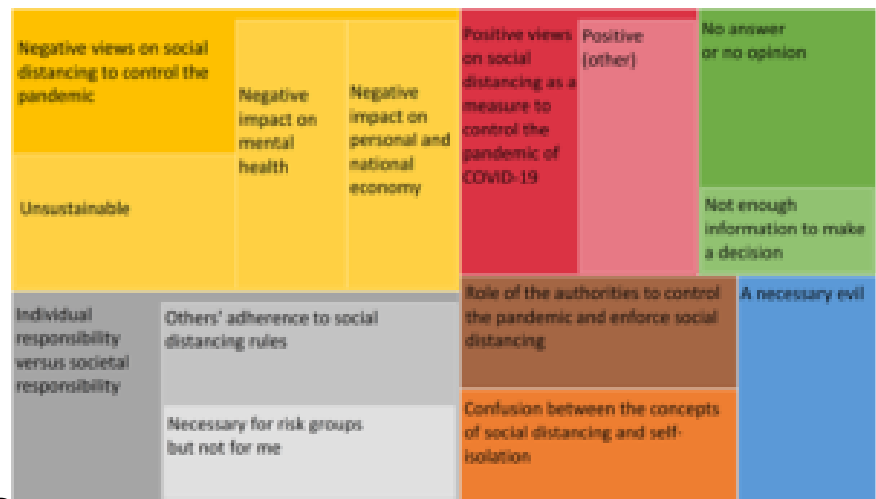 Negative views on social
distancing to control the
pandemic
Negative
impact on
mental
health
Negative
impact on
personal and
national
economy
Unsustainable
Positive views
on social
distancing as a
measure to
control the
pandemic of
COVID-19
Positive
(other)
No answer
or no opinion
Not enough
information to make
a decision
Individual
responsibility
versus societal
responsibility
Others' adherence to social
distancing rules
Necessary for risk groups
but not for me
Role of the authorities to control
the pandemic and enforce social
distancing
A necessary evil
Confusion between the concepts
of social distancing and self-
isolation